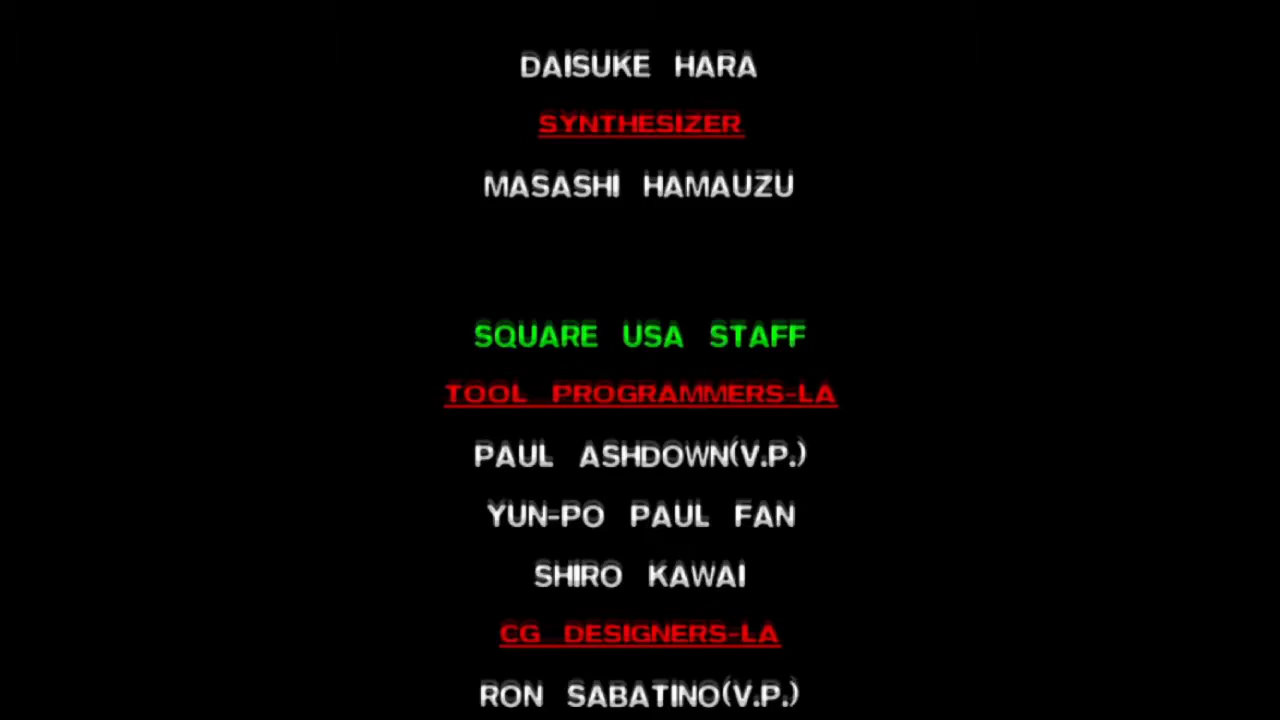 DAISUKE HARA
SYNTHESIZER
MASASHI HAMAUZU
SQUARE USA STAFF
TOOL PROGRAMMERS-LA
PAUL ASHDOWN(V.P.)
YUN-PO PAUL FAN
SHIRO KAWAI
CG DESIGNERS-LA
RON SABATINO(V.P.)